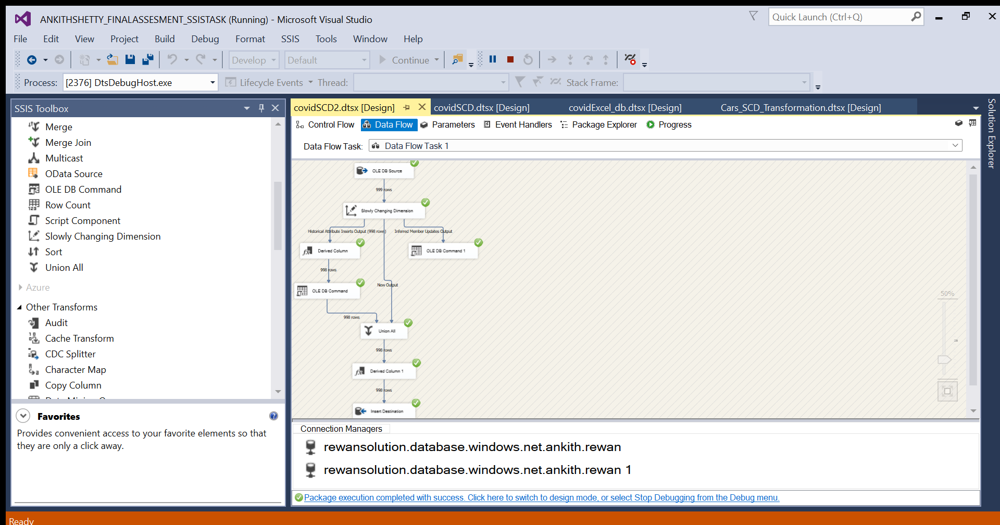 ANKITHSHETTY_FINALASSESMENT_SSISTASK (Running) - Microsoft Visual Studio
Quick Launch (Ctrl+Q)
File Edit View Project Build Debug Format SSIS Tools Window Help
Develop Default Continue
Process: [2376] DtsDebugHost.exe Lifecycle Events Thread: Stack Frame:
SSIS Toolbox
Merge
Merge Join
Multicast
OData Source
OLE DB Command
Row Count
Script Component
Slowly Changing Dimension
Sort
Union All
Azure
Other Transforms
Audit
Cache Transform
CDC Splitter
Character Map
Copy Column
Favorites
Provides convenient access to your favorite elements so that
they are only a click away.
covidSCD2.dtsx [Design] covidSCD.dtsx [Design] covidExcel_db.dtsx [Design] Cars_SCD_Transformation.dtsx [Design]
Control Flow Data Flow Parameters Event Handlers Package Explorer Progress
Data Flow Task: Data Flow Task 1
OLE DB Source
999 rows
Slowly Changing Dimension
Historical Attribute Inserts Output (998 rows) Inferred Member Updates Output
Derived Column OLE DB Command 1
998 rows
New Output
OLE DB Command
998 rows
Union All
998 rows
Derived Column 1
998 rows
Insert Destination
50%
Connection Managers
rewansolution.database.windows.net.ankith.rewan
rewansolution.database.windows.net.ankith.rewan 1
Package execution completed with success. Click here to switch to design mode, or select Stop Debugging from the Debug menu.
Solution Explorer
Ready